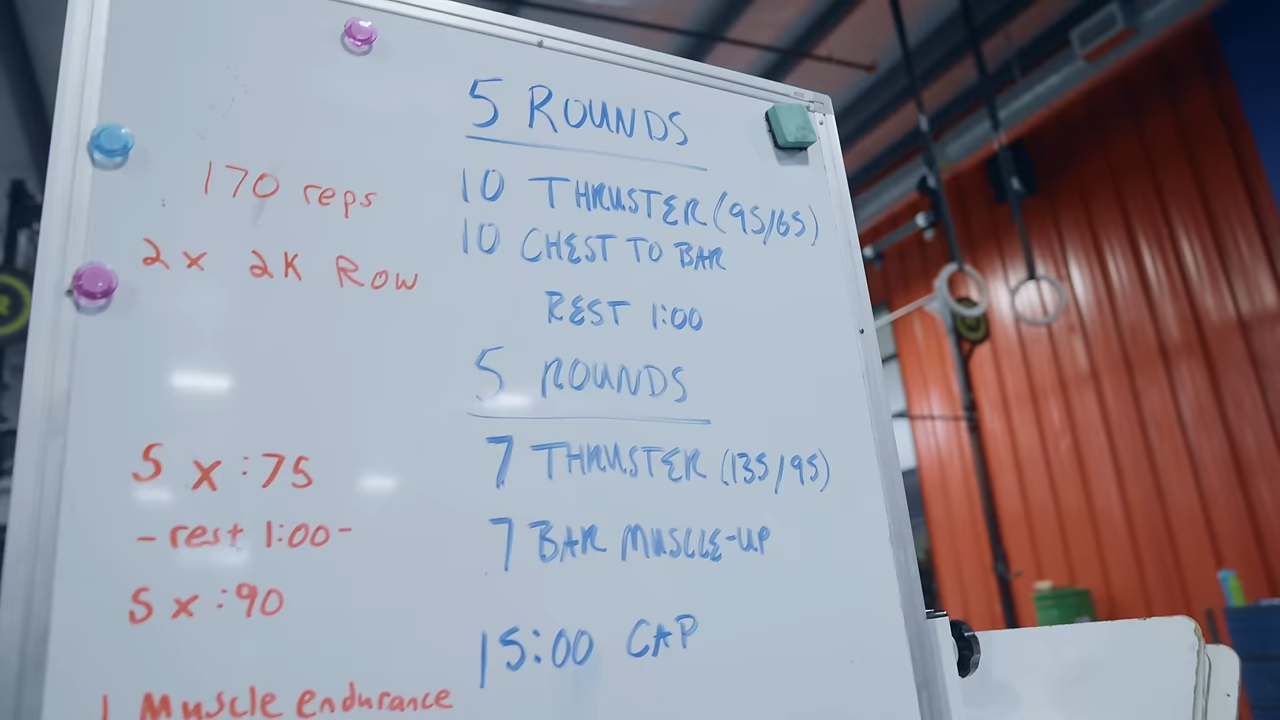 5 ROUNDS
10 THRUSTER (95/65)
10 CHEST TO BAR
REST 1:00
5 ROUNDS
7 THRUSTER (135/95)
7 BAR MUSCLE-UP
15:00 CAP
170 reps
2x 2K Row
5 x :75
- rest 1:00 -
5 x :90
1 Muscle endurance